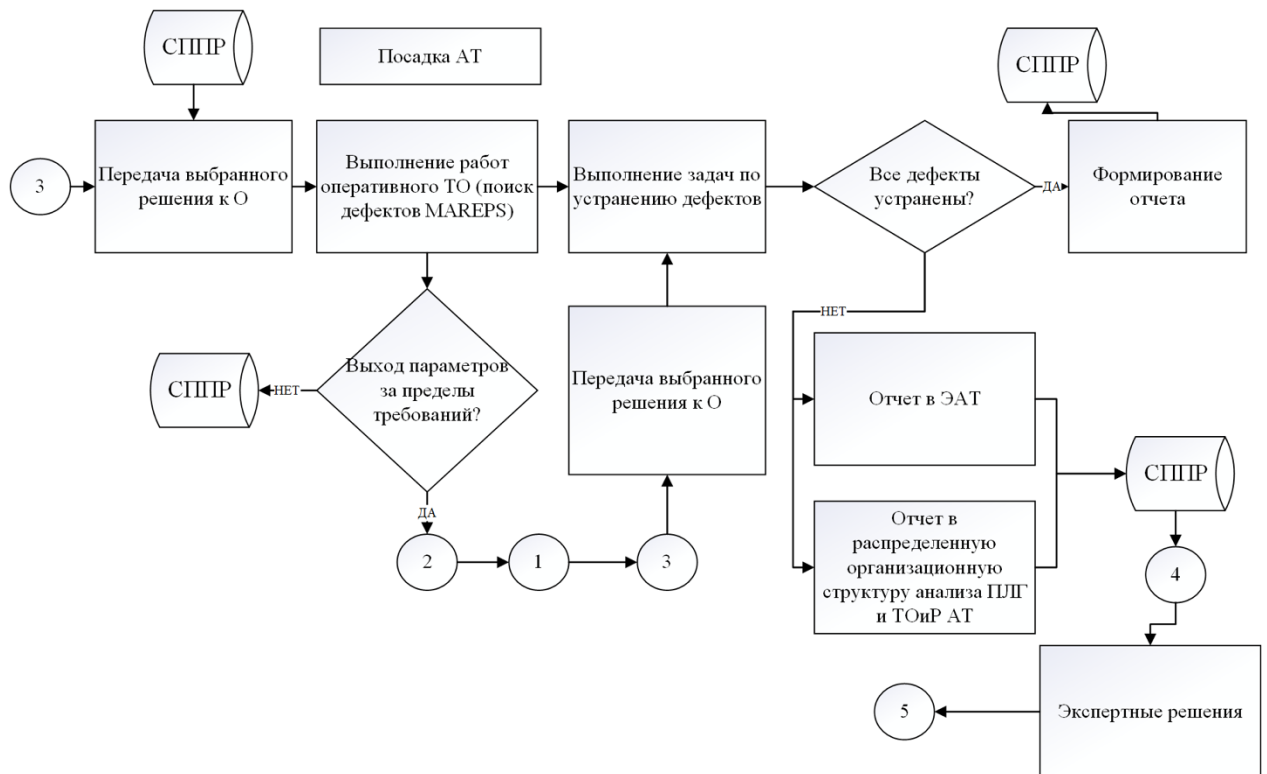 СППР
Посадка АТ
СППР
3
Передача выбранного
решения к О
Выполнение работ
оперативного ТО (поиск
дефектов MAREPS)
Выполнение задач по
устранению дефектов
Все дефекты
устранены?
ДА
Формирование
отчета
НЕТ
СППР
НЕТ
Выход параметров
за пределы
требований?
Передача выбранного
решения к О
Отчет в ЭАТ
СППР
ДА
2
1
3
Отчет в
распределенную
организационную
структуру анализа ПЛГ
и ТОиР АТ
4
5
Экспертные решения